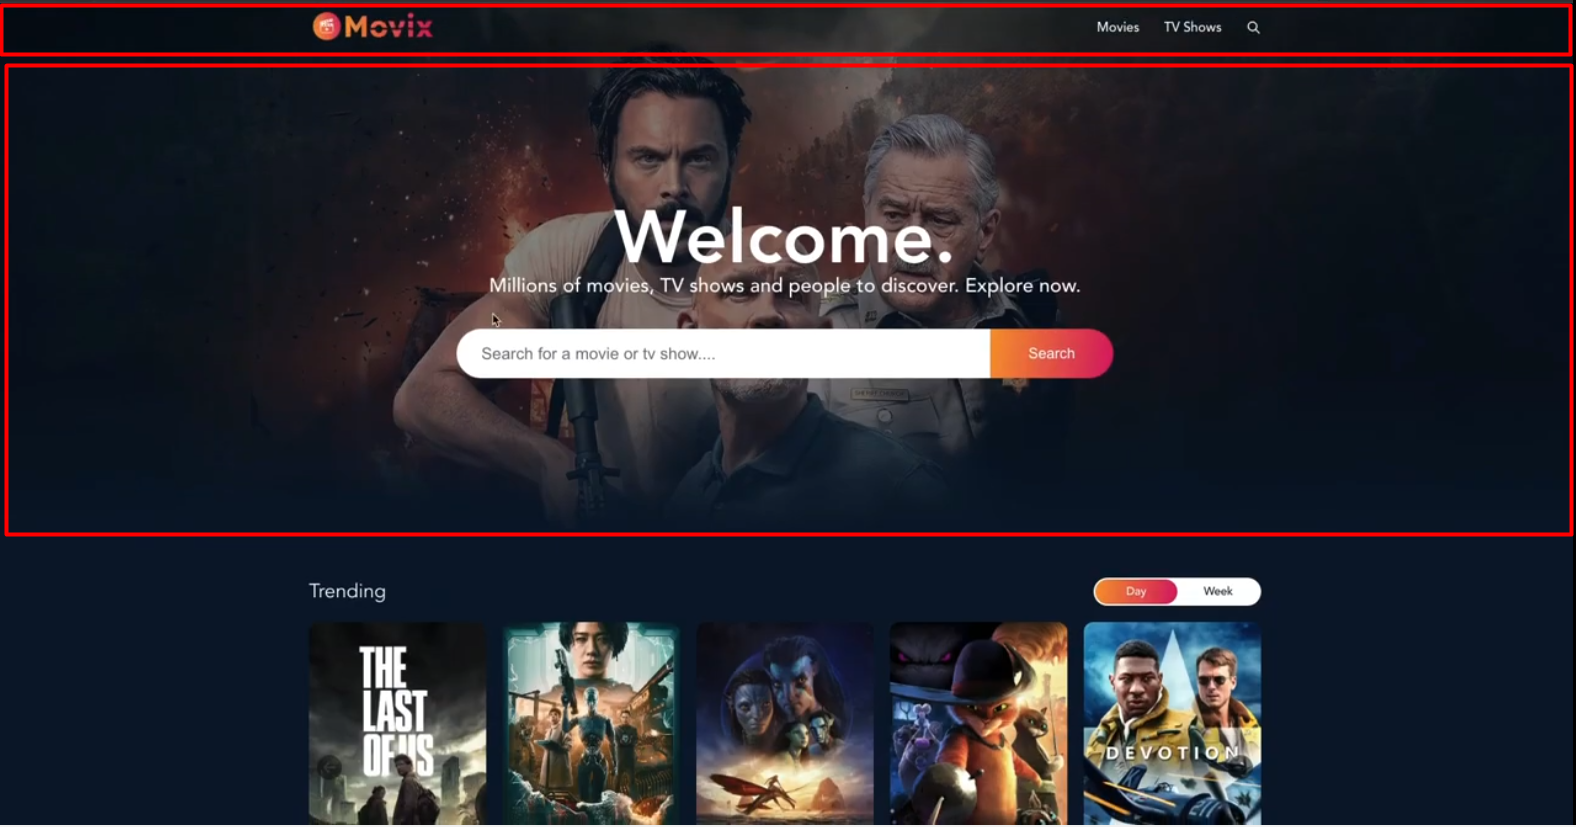 Movix
Movies TV Shows
Welcome.
Millions of movies, TV shows and people to discover. Explore now.
Search for a movie or tv show.... Search
Trending Day Week
THE
LAST
OF US
DEVOTION